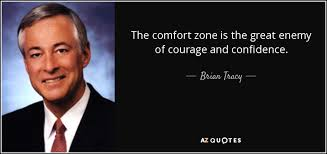 The comfort zone is the great enemy
of courage and confidence.
Brian Tracy
AZ QUOTES